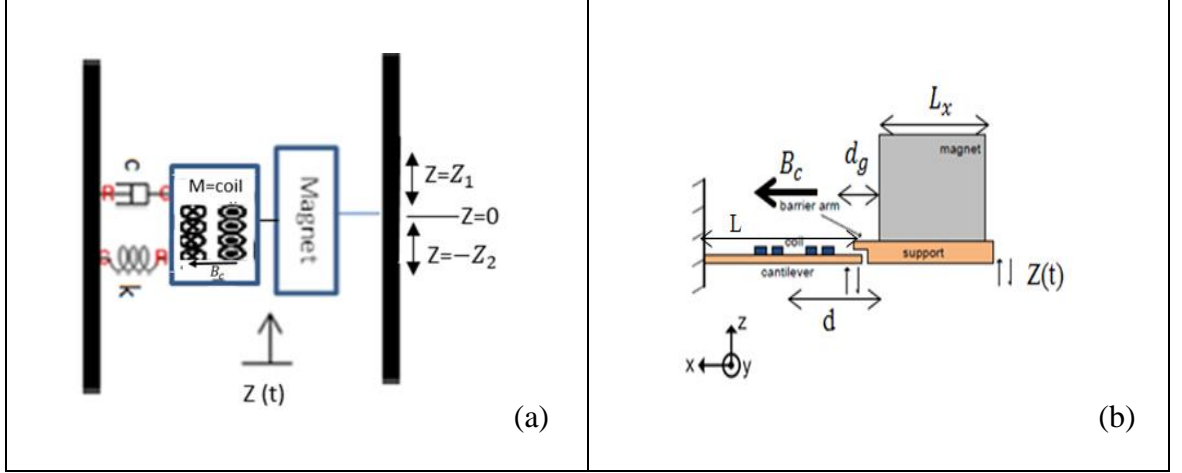 C
M=coil
B_c
K
Magnet
Z=Z_1
Z=0
Z=-Z_2
Z (t)
(a)
L_x
magnet
d_g
B_c
barrier arm
L
coil
support
cantilever
Z(t)
d
z
x
y
(b)